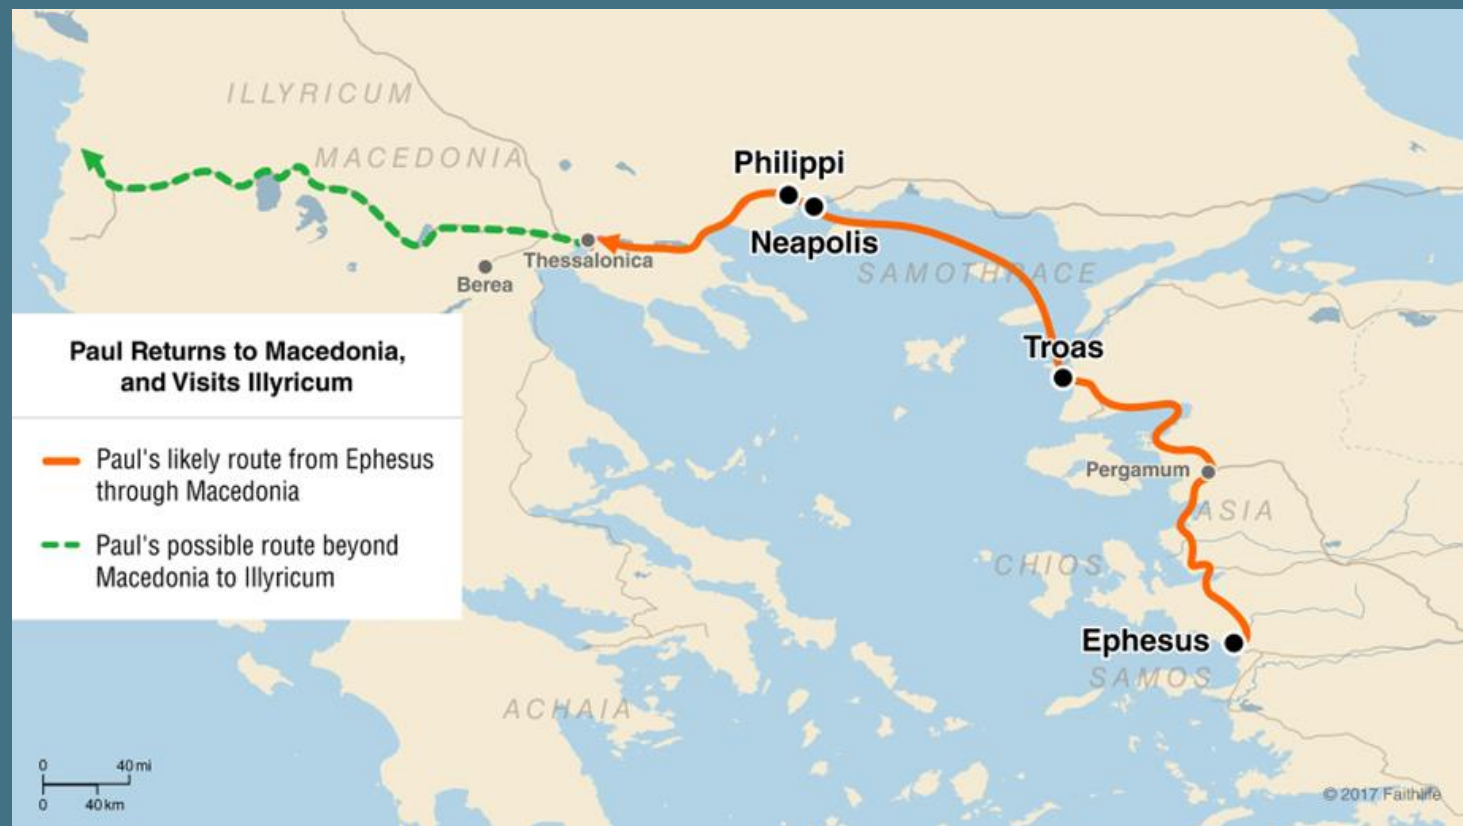 ILLYRICUM
MACEDONIA
Philippi
Neapolis
Thessalonica
Berea
SAMOTHRACE
Troas
Pergamum
ASIA
CHIOS
Ephesus
SAMOS
ACHAIA
Paul Returns to Macedonia,
and Visits Illyricum
Paul's likely route from Ephesus
through Macedonia
Paul's possible route beyond
Macedonia to Illyricum
0 40 mi
0 40 km
© 2017 Faithlife